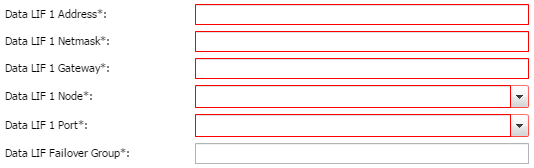 Data LIF 1 Address*:
Data LIF 1 Netmask*:
Data LIF 1 Gateway*:
Data LIF 1 Node*:
Data LIF 1 Port*:
Data LIF Failover Group*: